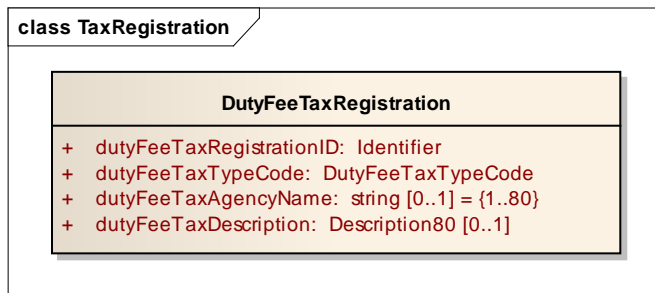 class TaxRegistration
DutyFeeTaxRegistration
+ dutyFeeTaxRegistrationID: Identifier
+ dutyFeeTaxTypeCode: DutyFeeTaxTypeCode
+ dutyFeeTaxAgencyName: string [0..1] = {1..80}
+ dutyFeeTaxDescription: Description80 [0..1]